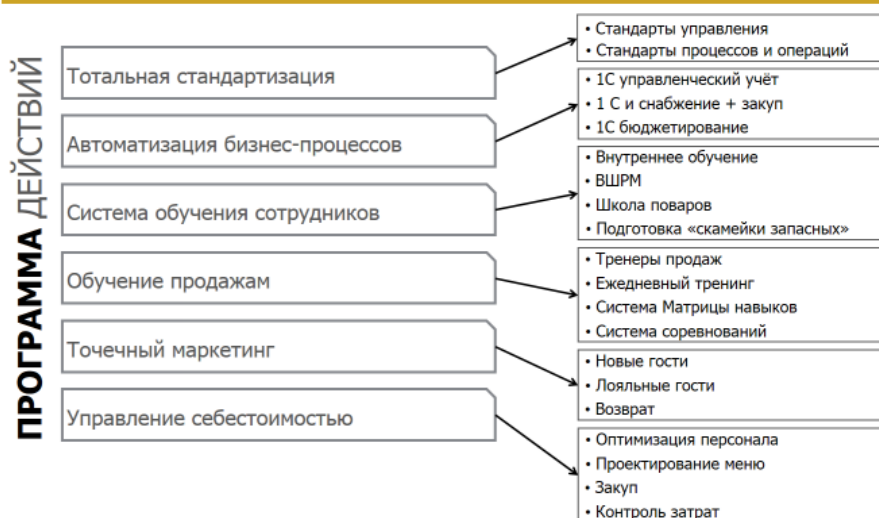 ПРОГРАММА ДЕЙСТВИЙ
Тотальная стандартизация
• Стандарты управления
• Стандарты процессов и операций
Автоматизация бизнес-процессов
• 1С управленческий учёт
• 1 С и снабжение + закуп
• 1С бюджетирование
Система обучения сотрудников
• Внутреннее обучение
• ВШРМ
• Школа поваров
• Подготовка «скамейки запасных»
Обучение продажам
• Тренеры продаж
• Ежедневный тренинг
• Система Матрицы навыков
• Система соревнований
Точечный маркетинг
• Новые гости
• Лояльные гости
• Возврат
Управление себестоимостью
• Оптимизация персонала
• Проектирование меню
• Закуп
• Контроль затрат